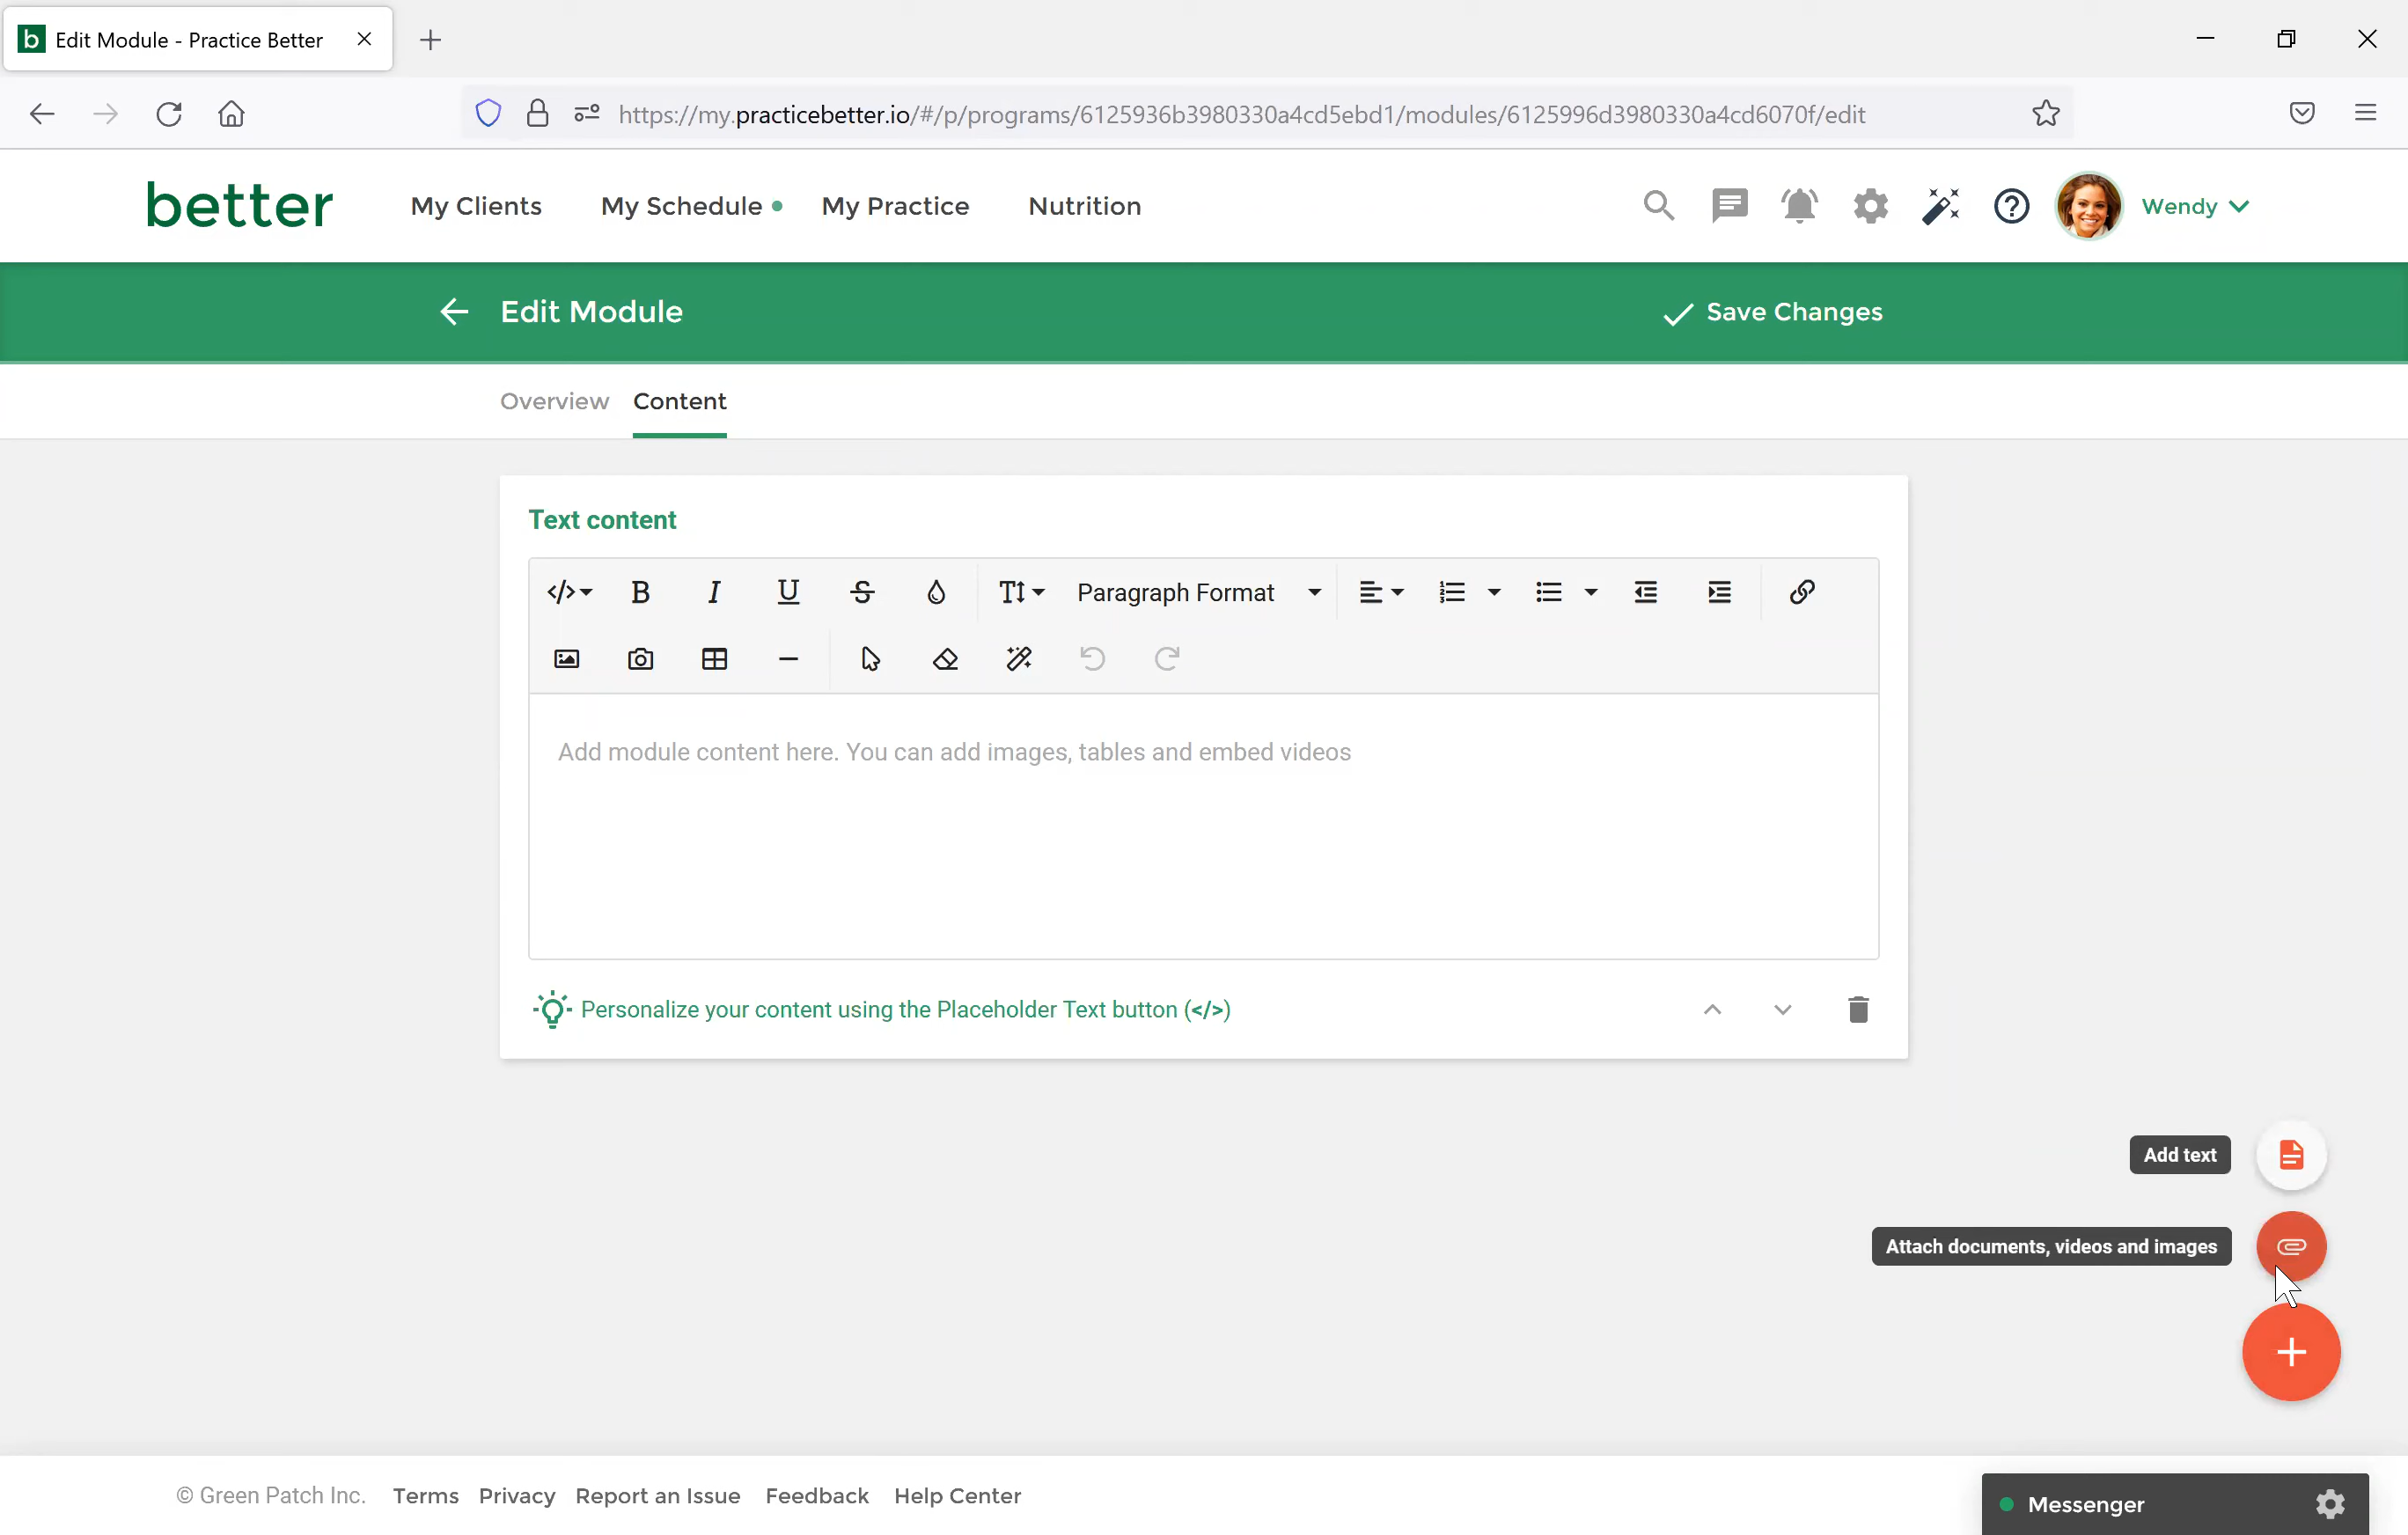 Edit Module - Practice Better
https://my.practicebetter.io/#/p/programs/6125936b3980330a4cd5ebd1/modules/6125996d3980330a4cd6070f/edit
better My Clients My Schedule My Practice Nutrition Wendy
Edit Module Save Changes
Overview Content
Text content
</> B I U S T Paragraph Format
Add module content here. You can add images, tables and embed videos
Personalize your content using the Placeholder Text button (</>)
Add text
Attach documents, videos and images
© Green Patch Inc. Terms Privacy Report an Issue Feedback Help Center
Messenger